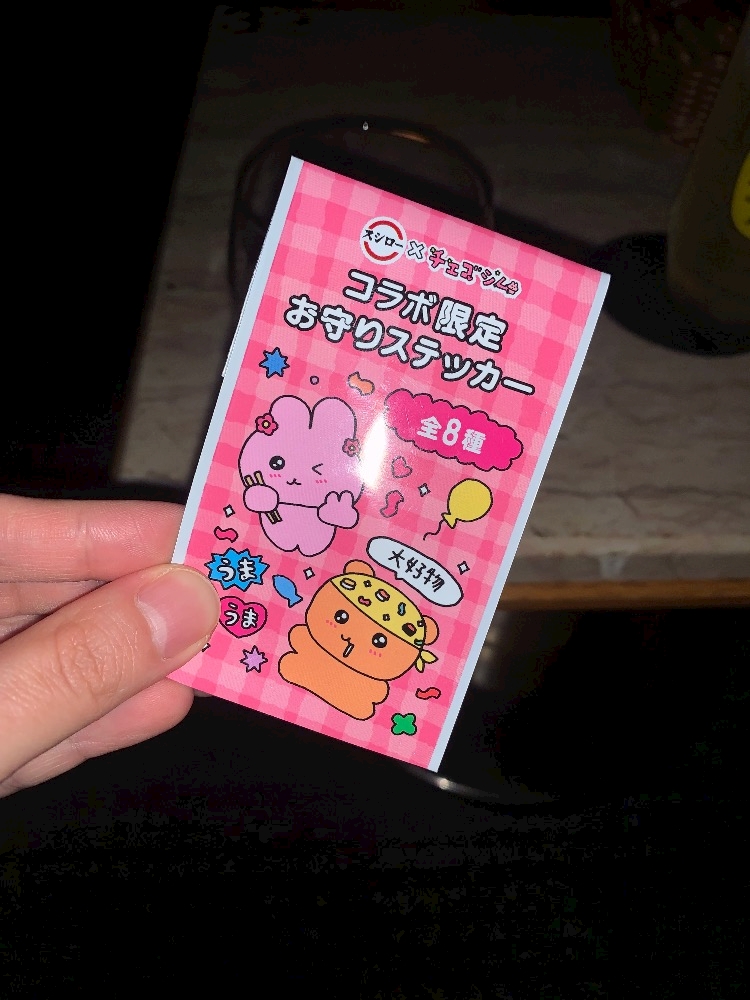 スシロー×チェゴシム
コラボ限定
お守りステッカー
全8種
大好物
うま
うま